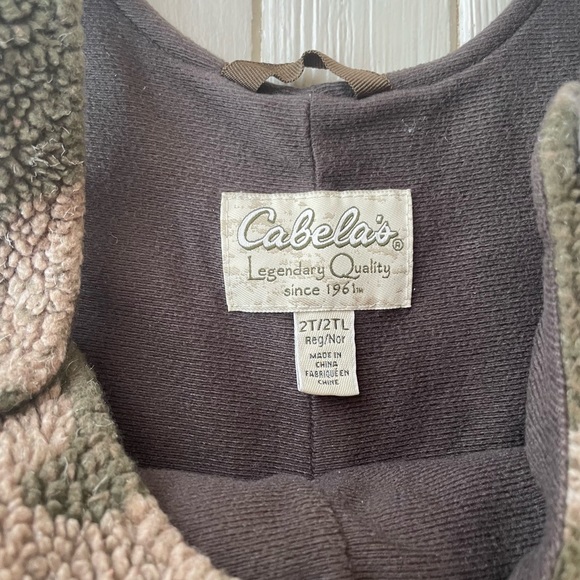 Cabela's®
Legendary Quality
since 1961™
2T/2TL
Reg/Nor
MADE IN
CHINA
FABRIQUÉ EN
CHINE